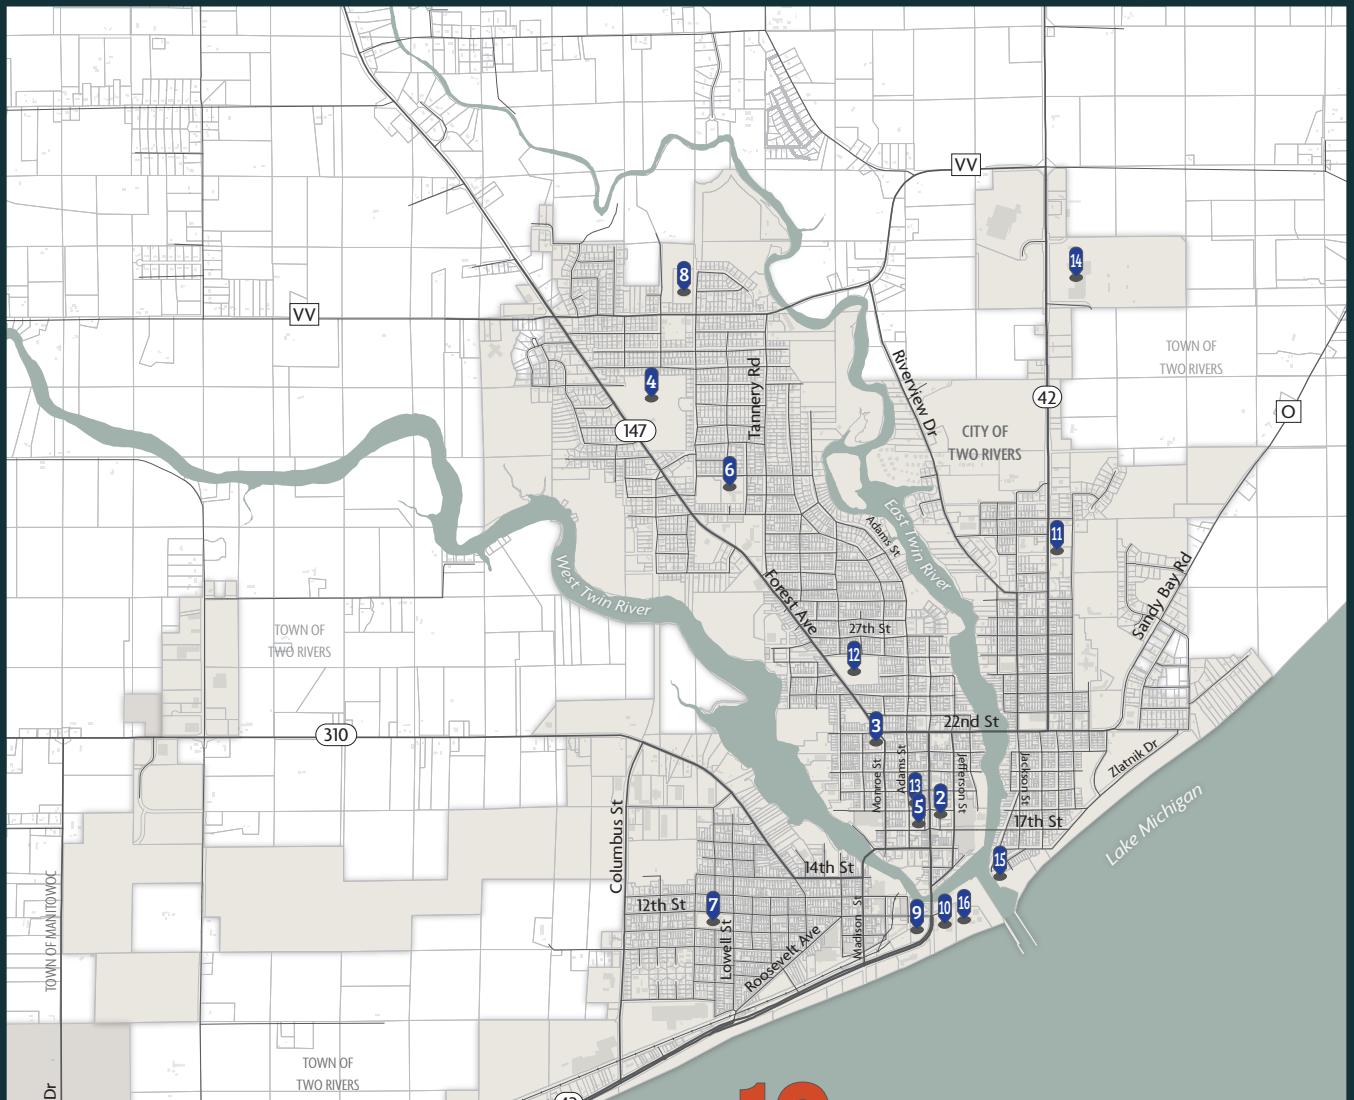 VV
14
8
VV
TOWN OF
TWO RIVERS
Riverview Dr
Tannery Rd
4
42
O
147
CITY OF
TWO RIVERS
6
East Twin River
Adams St
11
West Twin River
Forest Ave
Sandy Bay Rd
27th St
TOWN OF
TWO RIVERS
12
3
22nd St
310
Zlatnik Dr
Monroe St
Adams St
Jefferson St
Jackson St
13
5
2
17th St
Lake Michigan
Columbus St
15
14th St
12th St
7
9
10
16
TOWN OF MANITOWOC
Lowell St
Roosevelt Ave
Madison St
TOWN OF
TWO RIVERS
Dr